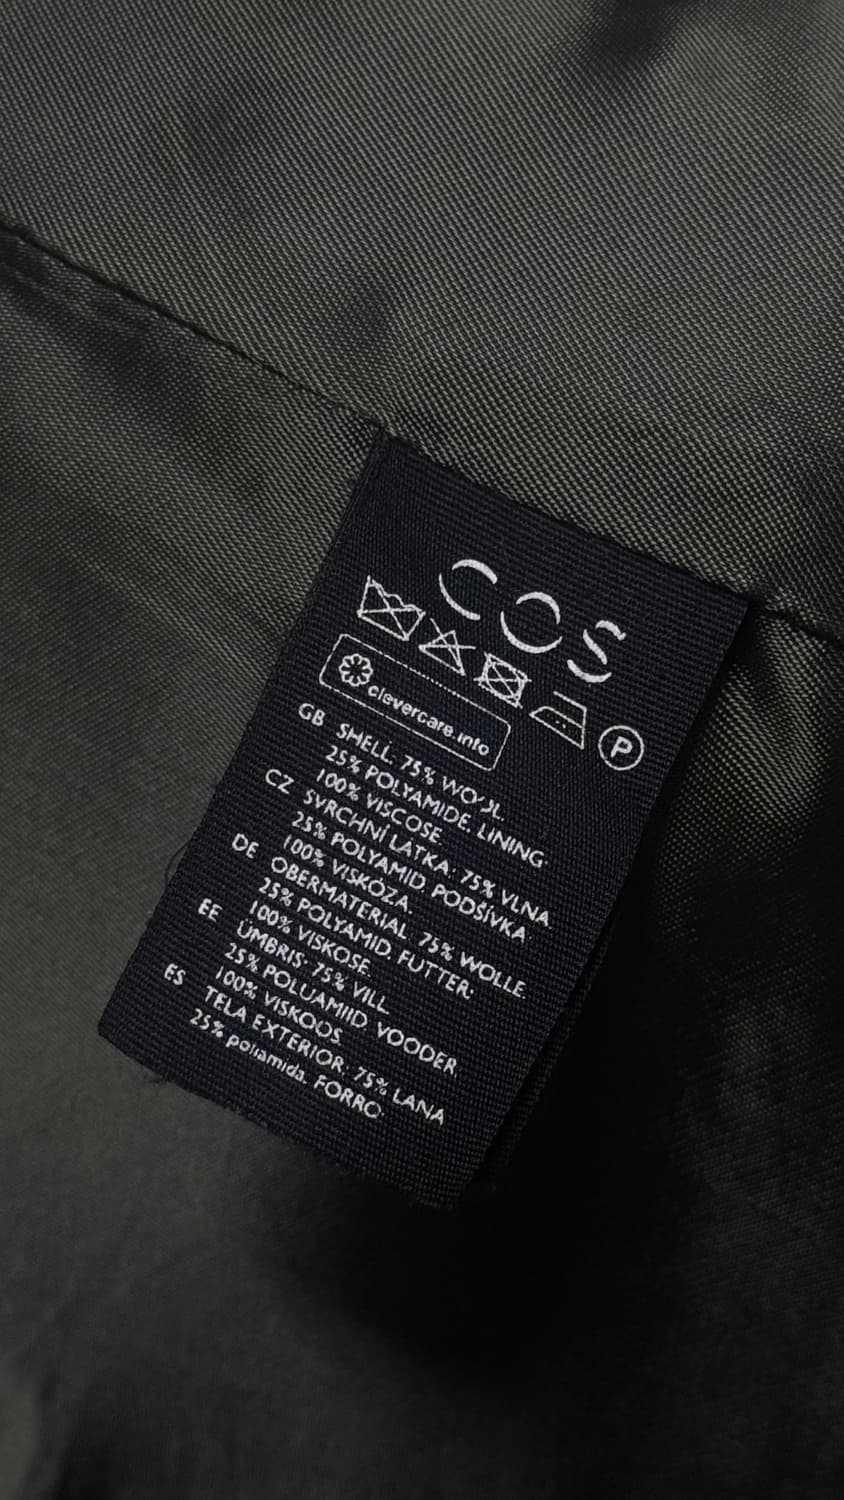 COS
clevercare.info
P
GB SHELL: 75% WOOL
25% POLYAMIDE. LINING:
100% VISCOSE.
CZ SVRCHNÍ LÁTKA: 75% VLNA
25% POLYAMID. PODŠÍVKA:
100% VISKÓZA.
DE OBERMATERIAL: 75% WOLLE.
25% POLYAMID. FUTTER:
100% VISKOSE.
EE ÜMBRIS: 75% VILL
25% POLUAMIID. VOODER
100% VISKOOS.
ES TELA EXTERIOR: 75% LANA
25% poliamida. FORRO: